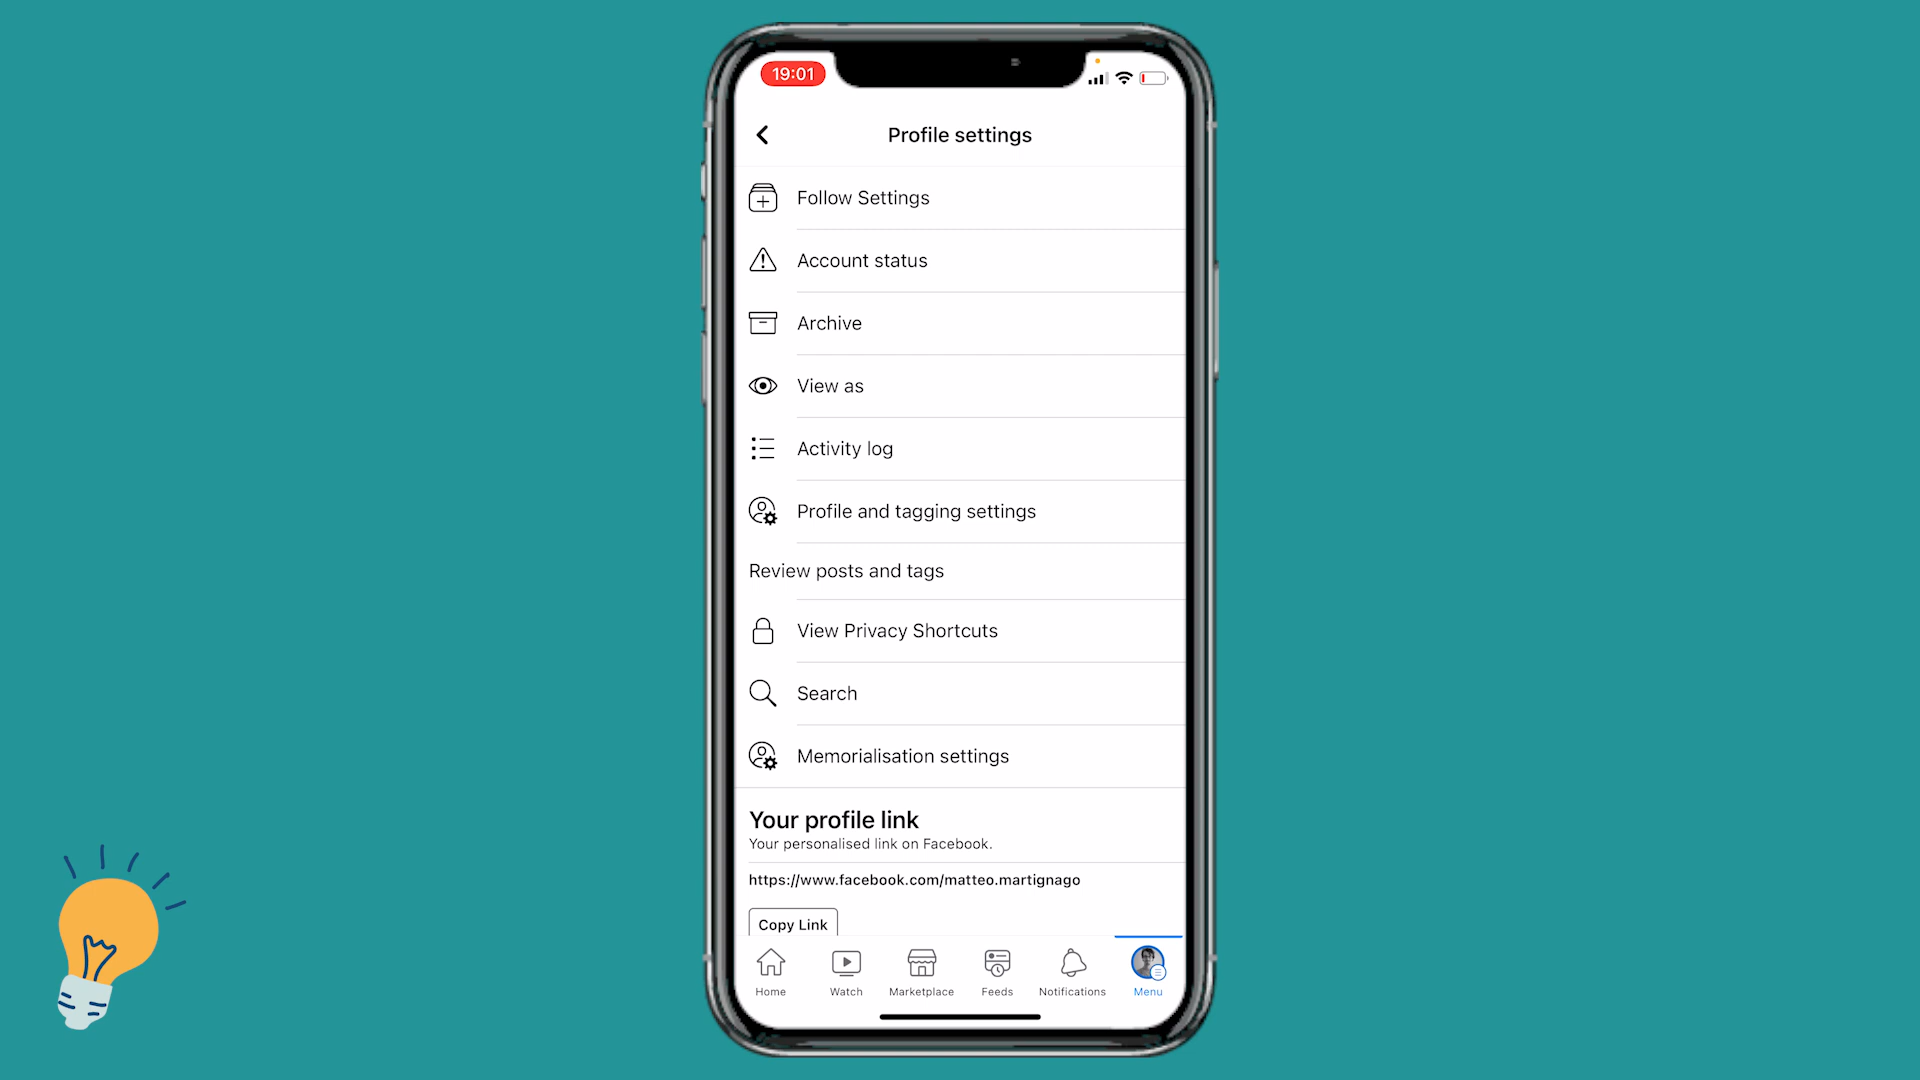 19:01
Profile settings
Follow Settings
Account status
Archive
View as
Activity log
Profile and tagging settings
Review posts and tags
View Privacy Shortcuts
Search
Memorialisation settings
Your profile link
Your personalised link on Facebook.
https://www.facebook.com/matteo.martignago
Copy Link
Home
Watch
Marketplace
Feeds
Notifications
Menu